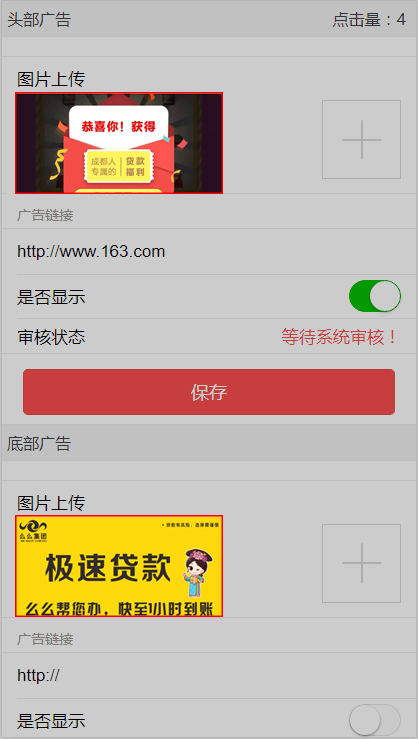 头部广告
点击量：4
图片上传
恭喜你！获得
成都人 贷款
专属的 福利
广告链接
http://www.163.com
是否显示
审核状态
等待系统审核！
保存
底部广告
图片上传
么么集团
极速贷款
么么帮您办，快至1小时到账
广告链接
http://
是否显示